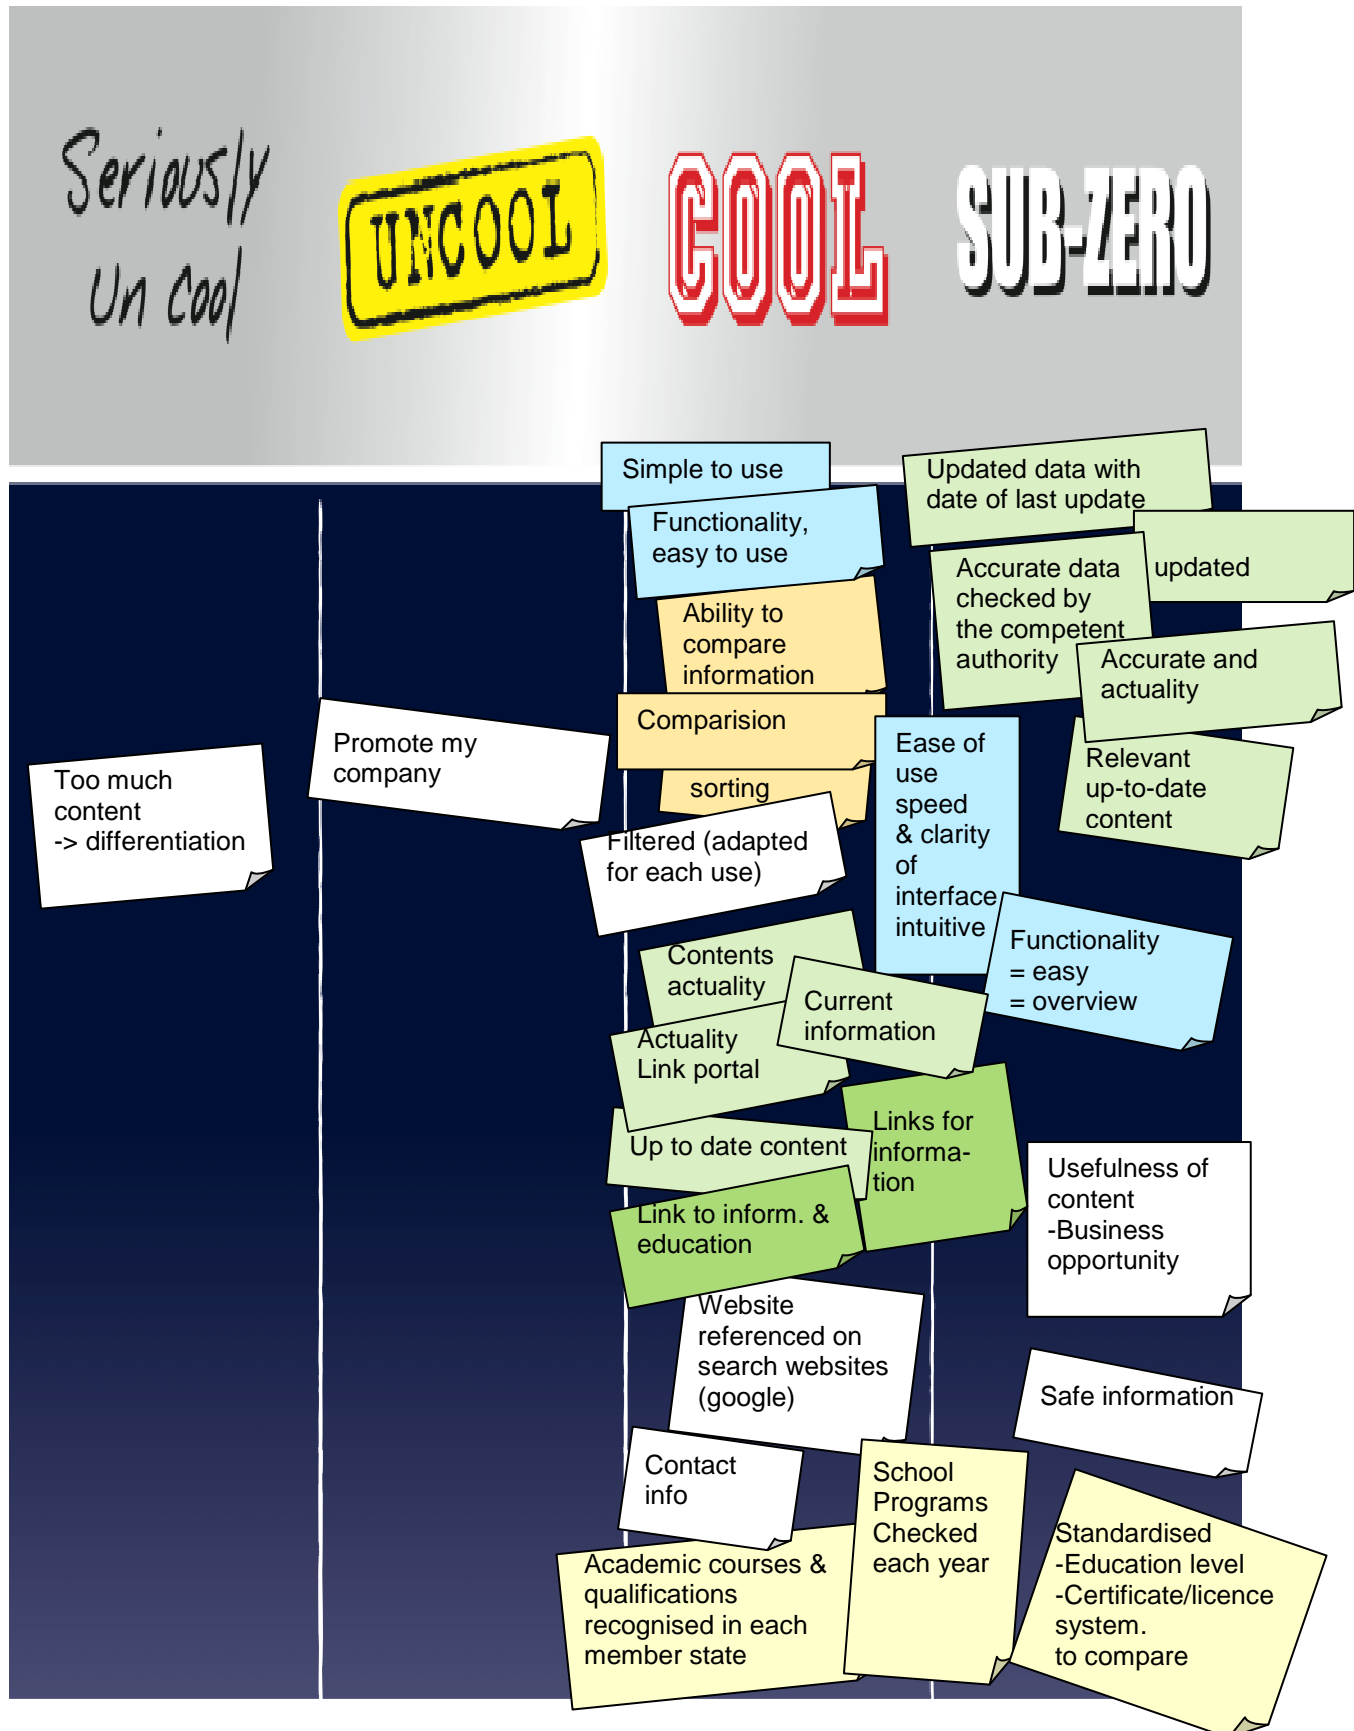 Seriously
Un Cool
UNCOOL
COOL
SUB-ZERO
Too much
content
-> differentiation
Promote my
company
Simple to use
Functionality,
easy to use
Ability to
compare
information
Comparision
sorting
Filtered (adapted
for each use)
Contents
actuality
Current
information
Actuality
Link portal
Up to date content
Link to inform. &
education
Links for
informa-
tion
Website
referenced on
search websites
(google)
Contact
info
Academic courses &
qualifications
recognised in each
member state
School
Programs
Checked
each year
Ease of
use
speed
& clarity
of
interface
intuitive
Updated data with
date of last update
updated
Accurate data
checked by
the competent
authority
Accurate and
actuality
Relevant
up-to-date
content
Functionality
= easy
= overview
Usefulness of
content
-Business
opportunity
Safe information
Standardised
-Education level
-Certificate/licence
system.
to compare